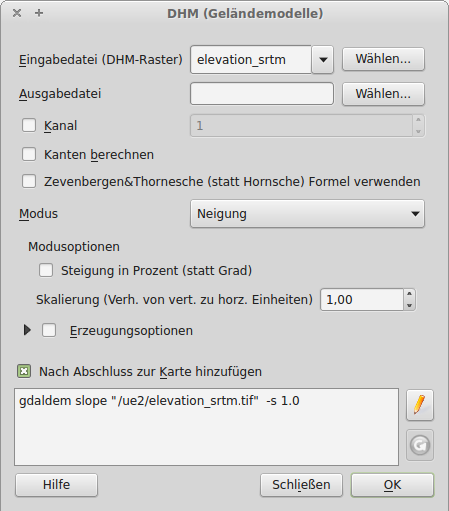 DHM (Geländemodelle)
Eingabedatei (DHM-Raster) elevation_srtm Wählen...
Ausgabedatei Wählen...
Kanal 1
Kanten berechnen
Zevenbergen&Thornesche (statt Hornsche) Formel verwenden
Modus Neigung
Modusoptionen
Steigung in Prozent (statt Grad)
Skalierung (Verh. von vert. zu horz. Einheiten) 1,00
Erzeugungsoptionen
Nach Abschluss zur Karte hinzufügen
gdaldem slope "/ue2/elevation_srtm.tif" -s 1.0
Hilfe Schließen OK